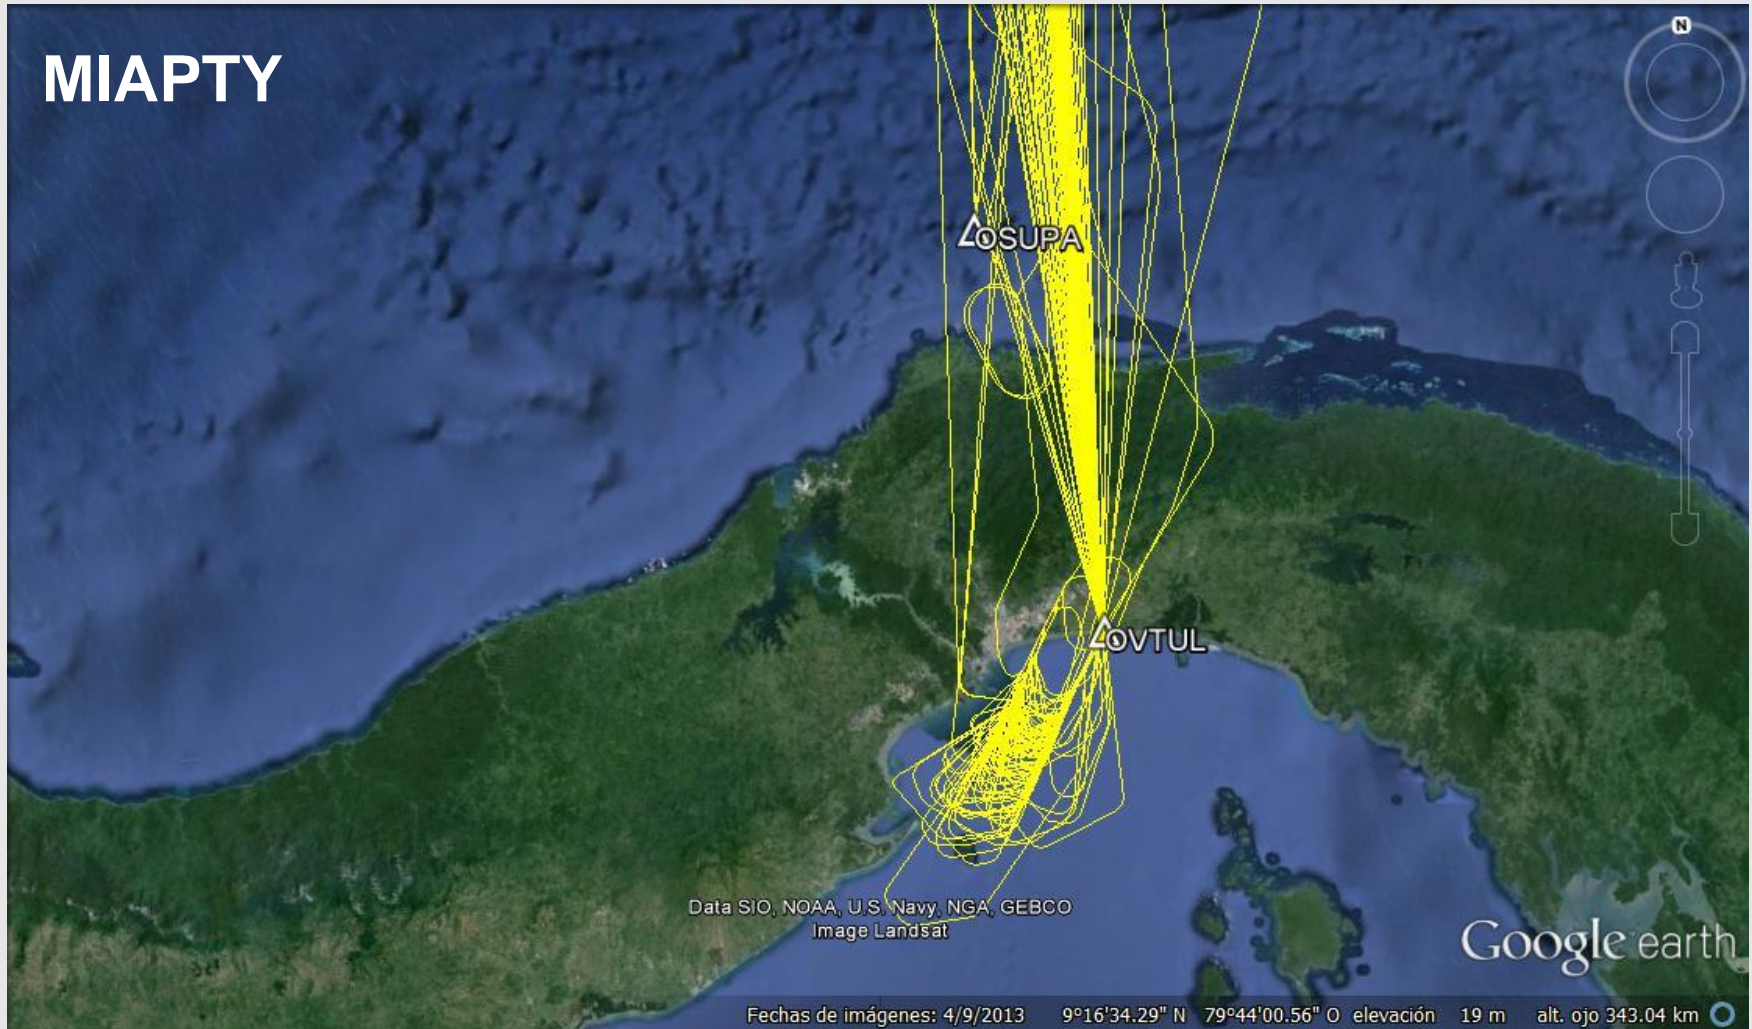 MIAPTY
N
OSUPA
OVTUL
Data SIO, NOAA, U.S. Navy, NGA, GEBCO
Image Landsat
Google earth
Fechas de imágenes: 4/9/2013 9°16'34.29" N 79°44'00.56" O elevación 19 m alt. ojo 343.04 km